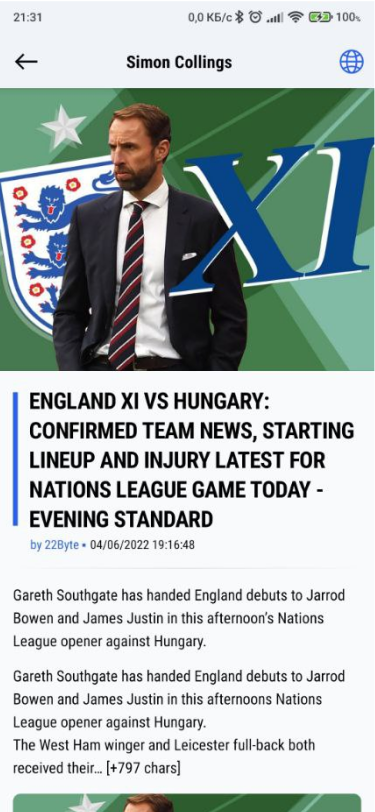 21:31
0,0 КБ/с
100%
Simon Collings
XI
ENGLAND XI VS HUNGARY:
CONFIRMED TEAM NEWS, STARTING
LINEUP AND INJURY LATEST FOR
NATIONS LEAGUE GAME TODAY -
EVENING STANDARD
by 22Byte • 04/06/2022 19:16:48
Gareth Southgate has handed England debuts to Jarrod
Bowen and James Justin in this afternoon's Nations
League opener against Hungary.
Gareth Southgate has handed England debuts to Jarrod
Bowen and James Justin in this afternoons Nations
League opener against Hungary.
The West Ham winger and Leicester full-back both
received their… [+797 chars]